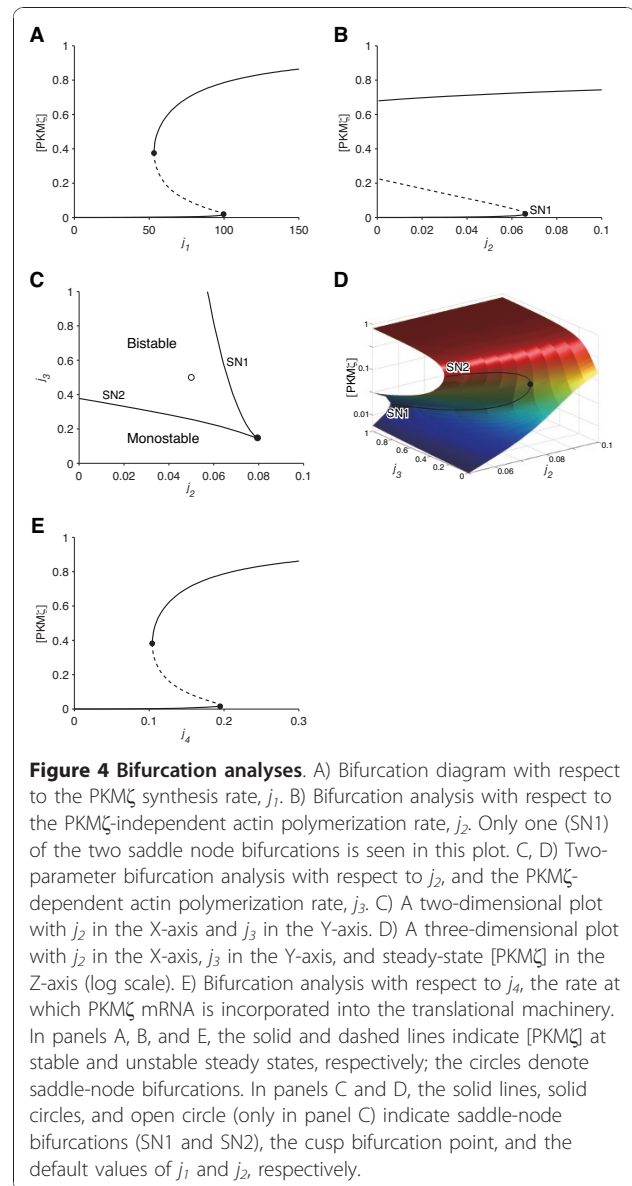 A
1
0.8
0.6
0.4
0.2
0
[PKMζ]
0 50 100 150
j1
B
1
0.8
0.6
0.4
0.2
0
[PKMζ]
SN1
0 0.02 0.04 0.06 0.08 0.1
j2
C
1
0.8
0.6
0.4
0.2
0
j3
Bistable
SN1
SN2
Monostable
0 0.02 0.04 0.06 0.08 0.1
j2
D
1
0.1
0.01
[PKMζ]
SN2
SN1
1 0.8 0.6 0.4 0.2 0
j3
0.06 0.08 0.1
j2
E
1
0.8
0.6
0.4
0.2
0
[PKMζ]
0 0.1 0.2 0.3
j4
Figure 4 Bifurcation analyses. A) Bifurcation diagram with respect
to the PKMζ synthesis rate, j1. B) Bifurcation analysis with respect to
the PKMζ-independent actin polymerization rate, j2. Only one (SN1)
of the two saddle node bifurcations is seen in this plot. C, D) Two-
parameter bifurcation analysis with respect to j2, and the PKMζ-
dependent actin polymerization rate, j3. C) A two-dimensional plot
with j2 in the X-axis and j3 in the Y-axis. D) A three-dimensional plot
with j2 in the X-axis, j3 in the Y-axis, and steady-state [PKMζ] in the
Z-axis (log scale). E) Bifurcation analysis with respect to j4, the rate at
which PKMζ mRNA is incorporated into the translational machinery.
In panels A, B, and E, the solid and dashed lines indicate [PKMζ] at
stable and unstable steady states, respectively; the circles denote
saddle-node bifurcations. In panels C and D, the solid lines, solid
circles, and open circle (only in panel C) indicate saddle-node
bifurcations (SN1 and SN2), the cusp bifurcation point, and the
default values of j1 and j2, respectively.